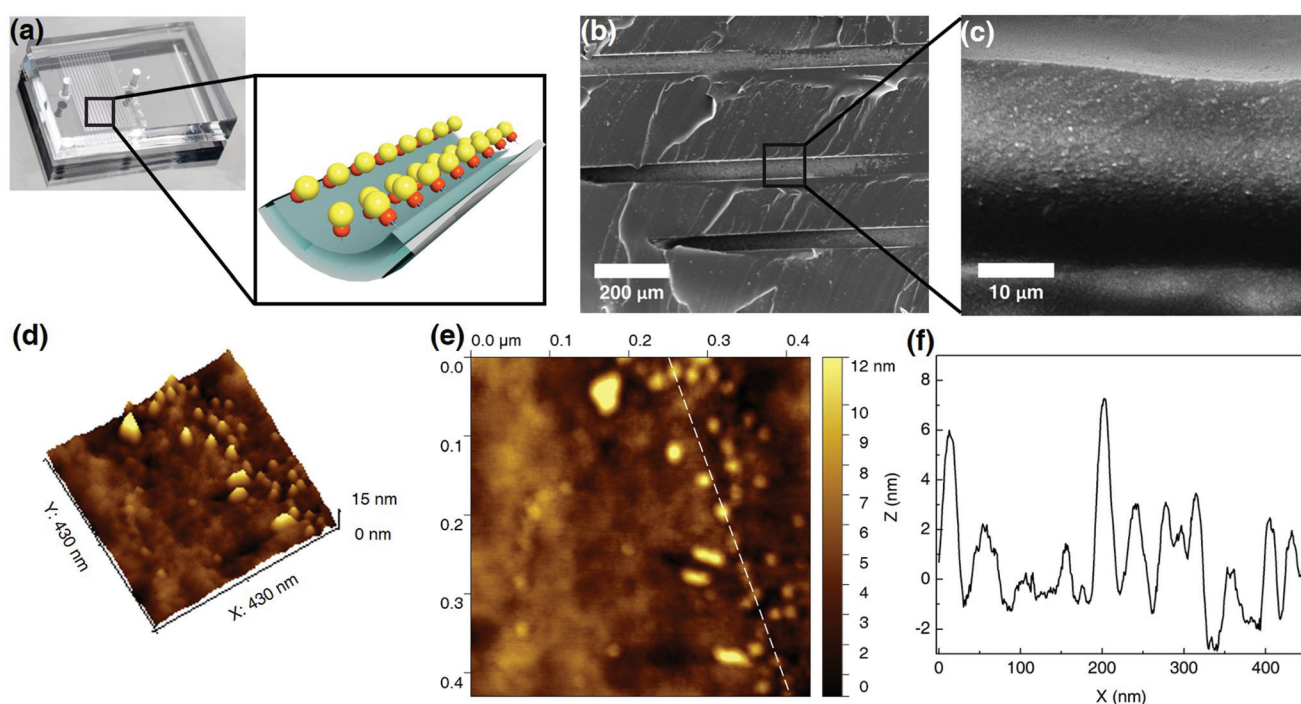 (a)
(b)
(c)
200 µm
10 µm
(d)
Y: 430 nm
X: 430 nm
15 nm
0 nm
(e)
0.0 µm 0.1 0.2 0.3 0.4
0.0
0.1
0.2
0.3
0.4
12 nm
10
9
8
7
6
5
4
3
2
0
(f)
8
6
4
2
0
-2
Z (nm)
0 100 200 300 400
X (nm)